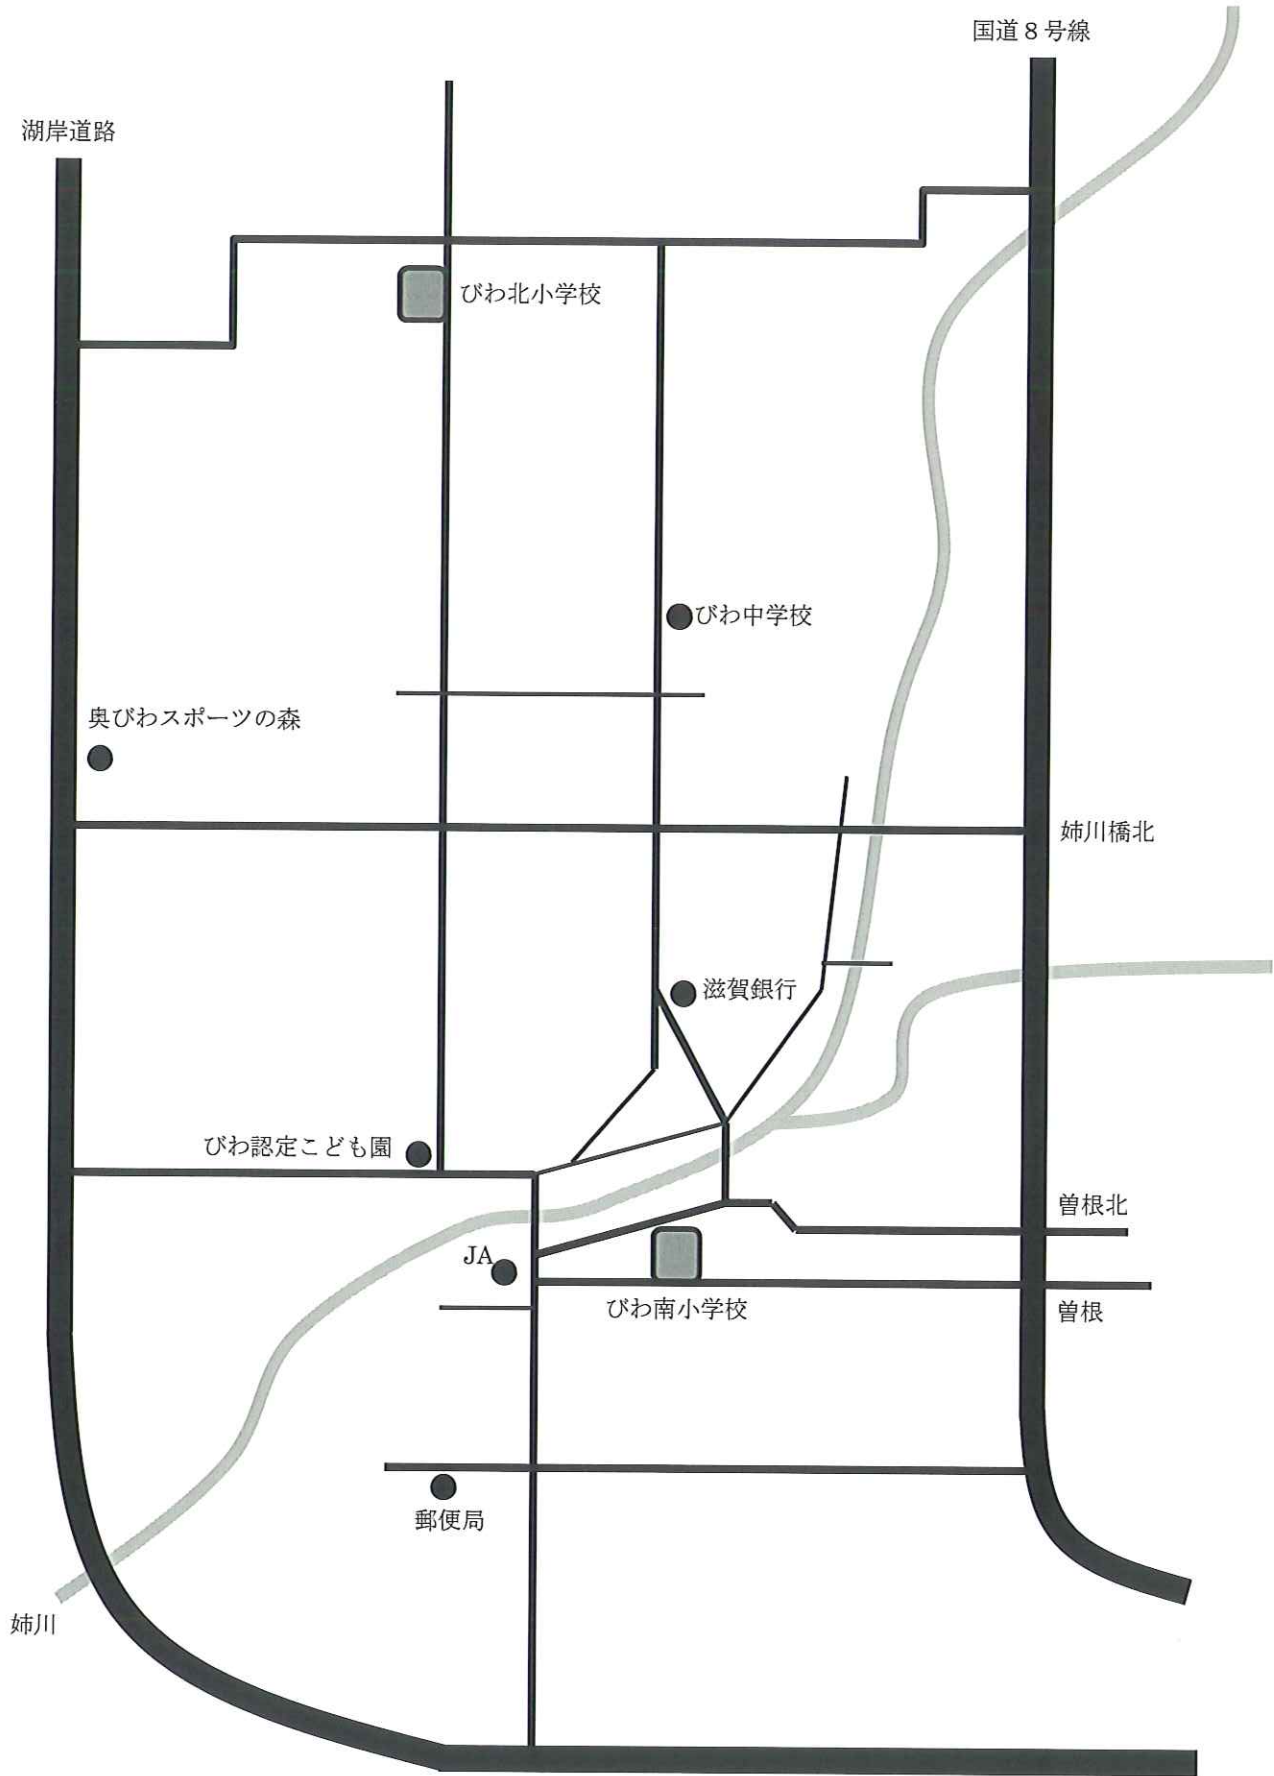 国道8号線
湖岸道路
びわ北小学校
びわ中学校
奥びわスポーツの森
姉川橋北
滋賀銀行
びわ認定こども園
曽根北
JA
びわ南小学校
曽根
郵便局
姉川